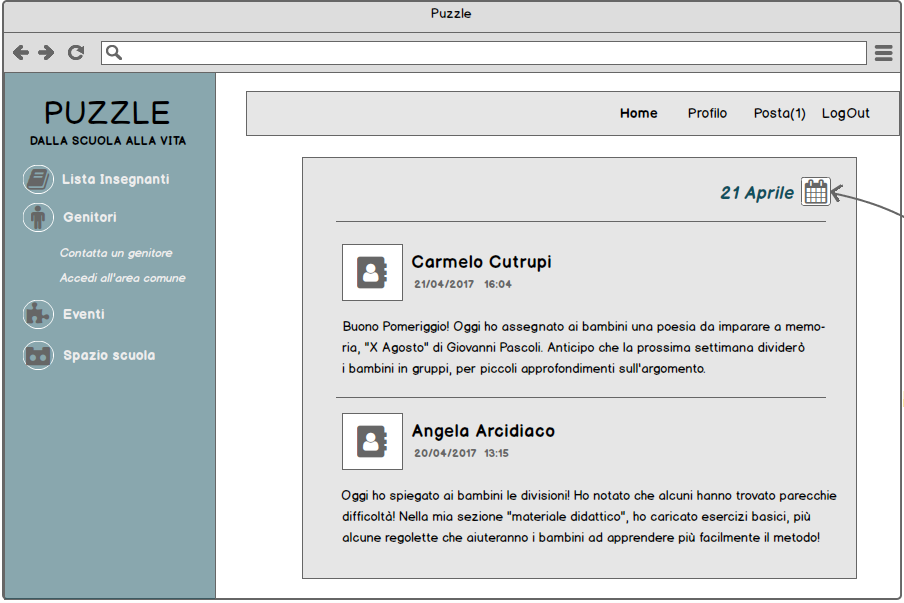 Puzzle
PUZZLE
DALLA SCUOLA ALLA VITA
Lista Insegnanti
Genitori
Contatta un genitore
Accedi all'area comune
Eventi
Spazio scuola
Home Profilo Posta(1) LogOut
21 Aprile
Carmelo Cutrupi
21/04/2017 16:04
Buono Pomeriggio! Oggi ho assegnato ai bambini una poesia da imparare a memo-
ria, "X Agosto" di Giovanni Pascoli. Anticipo che la prossima settimana dividerò
i bambini in gruppi, per piccoli approfondimenti sull'argomento.
Angela Arcidiaco
20/04/2017 13:15
Oggi ho spiegato ai bambini le divisioni! Ho notato che alcuni hanno trovato parecchie
difficoltà! Nella mia sezione "materiale didattico", ho caricato esercizi basici, più
alcune regolette che aiuteranno i bambini ad apprendere più facilmente il metodo!